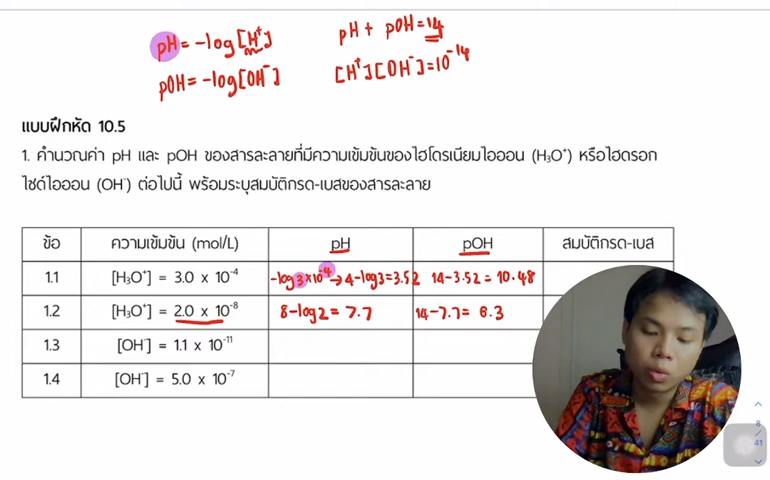 pH = -log[H⁺] pH + pOH = 14
pOH = -log[OH⁻] [H⁺][OH⁻] = 10⁻¹⁴
แบบฝึกหัด 10.5
1. คำนวณค่า pH และ pOH ของสารละลายที่มีความเข้มข้นของไฮโดรเนียมไอออน (H₃O⁺) หรือไฮดรอก
ไซด์ไอออน (OH⁻) ต่อไปนี้ พร้อมระบุสมบัติกรด-เบสของสารละลาย
ข้อ ความเข้มข้น (mol/L) pH pOH สมบัติกรด-เบส
1.1 [H₃O⁺] = 3.0 x 10⁻⁴ -log3×10⁻⁴ → 4-log3 = 3.52 14-3.52 = 10.48
1.2 [H₃O⁺] = 2.0 x 10⁻⁸ 8-log2 = 7.7 14-7.7 = 6.3
1.3 [OH⁻] = 1.1 x 10⁻¹¹
1.4 [OH⁻] = 5.0 x 10⁻⁷
8
/
41